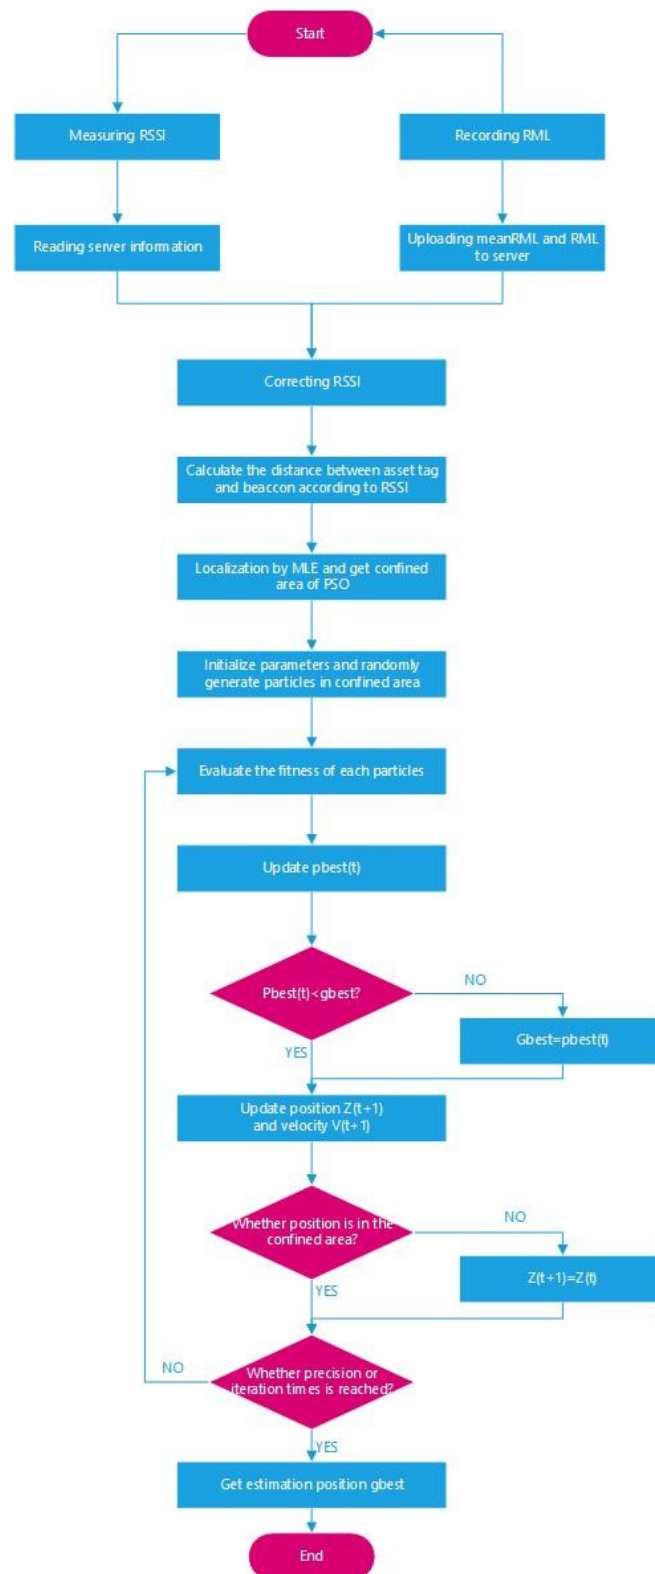 Start
Measuring RSSI
Recording RML
Reading server information
Uploading meanRML and RML
to server
Correcting RSSI
Calculate the distance between asset tag
and beaccon according to RSSI
Localization by MLE and get confined
area of PSO
Initialize parameters and randomly
generate particles in confined area
Evaluate the fitness of each particles
Update pbest(t)
Pbest(t)<gbest?
NO
Gbest=pbest(t)
YES
Update position Z(t+1)
and velocity V(t+1)
Whether position is in the
confined area?
NO
Z(t+1)=Z(t)
YES
Whether precision or
iteration times is reached?
NO
YES
Get estimation position gbest
End